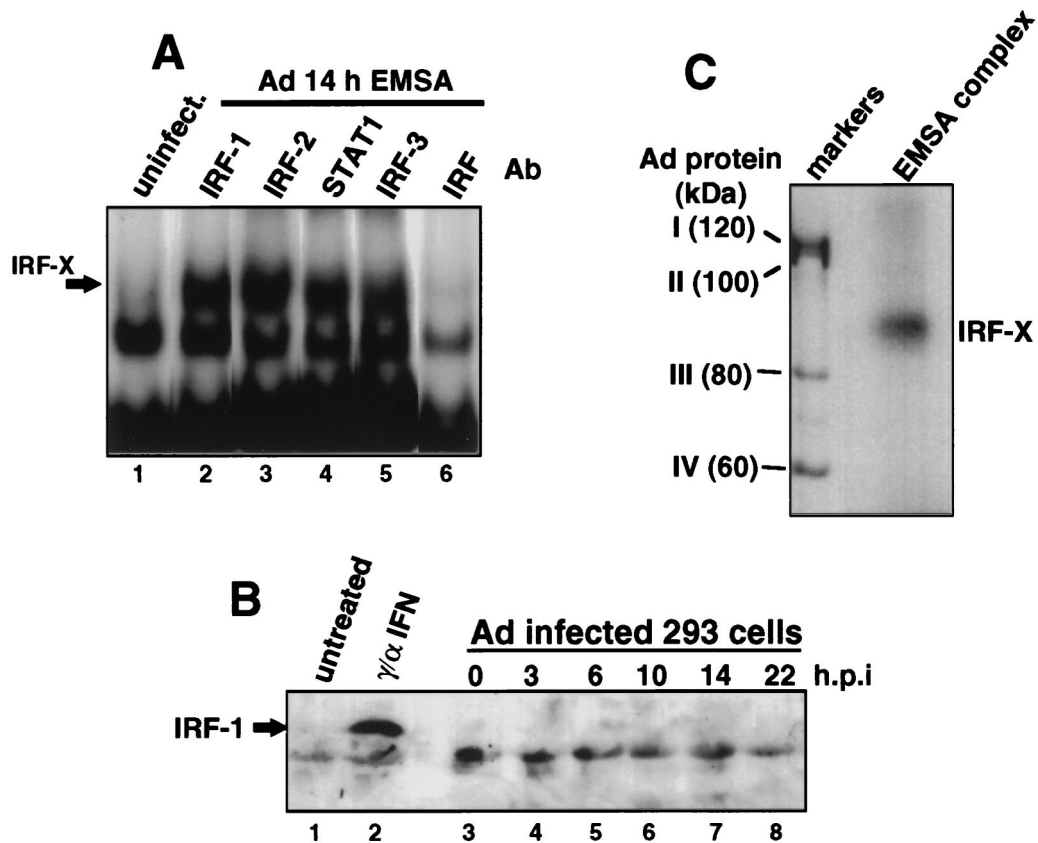 A
Ad 14 h EMSA
uninfect.
IRF-1
IRF-2
STAT1
IRF-3
IRF
Ab
IRF-X
1 2 3 4 5 6
C
markers
EMSA complex
Ad protein
(kDa)
I (120)
II (100)
IRF-X
III (80)
IV (60)
B
untreated
γ/α IFN
Ad infected 293 cells
0 3 6 10 14 22 h.p.i
IRF-1
1 2 3 4 5 6 7 8